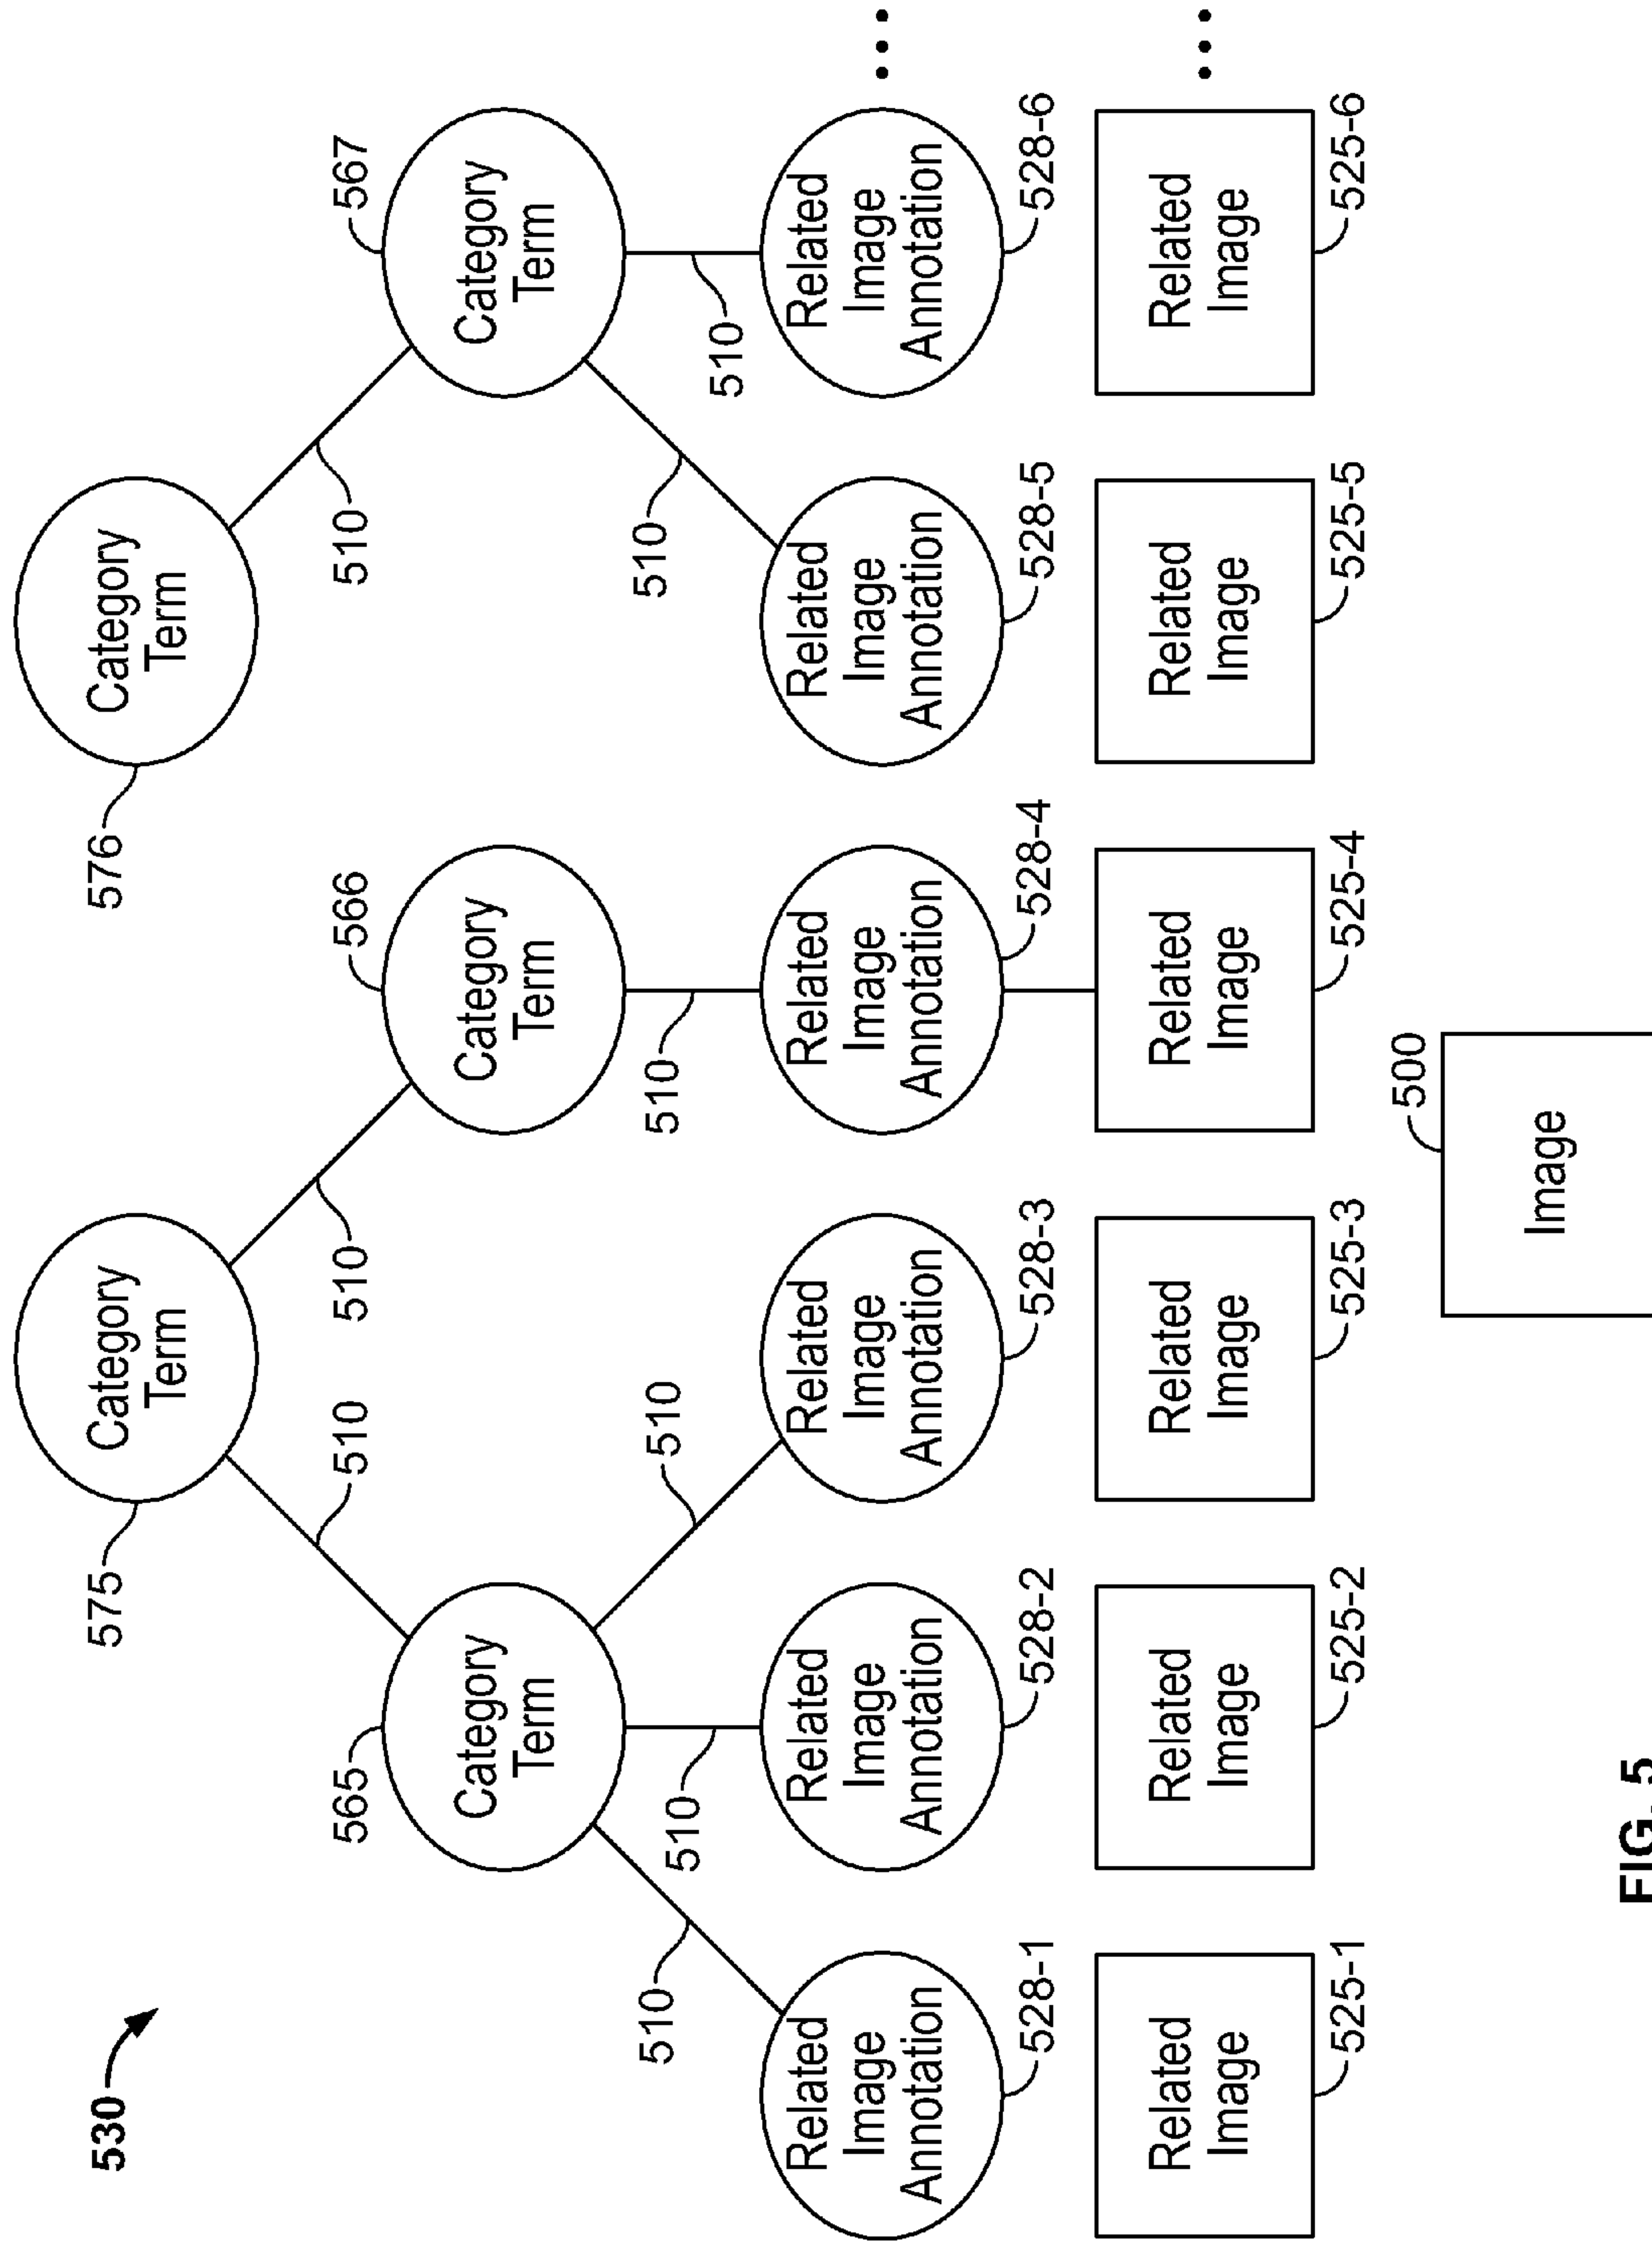 530
575
Category
Term
576
Category
Term
510
510
510
565
Category
Term
566
Category
Term
567
Category
Term
510
510
510
510
510
510
Related
Image
Annotation
Related
Image
Annotation
Related
Image
Annotation
Related
Image
Annotation
Related
Image
Annotation
Related
Image
Annotation
...
528-1
528-2
528-3
528-4
528-5
528-6
Related
Image
Related
Image
Related
Image
Related
Image
Related
Image
Related
Image
...
525-1
525-2
525-3
525-4
525-5
525-6
500
Image
FIG. 5